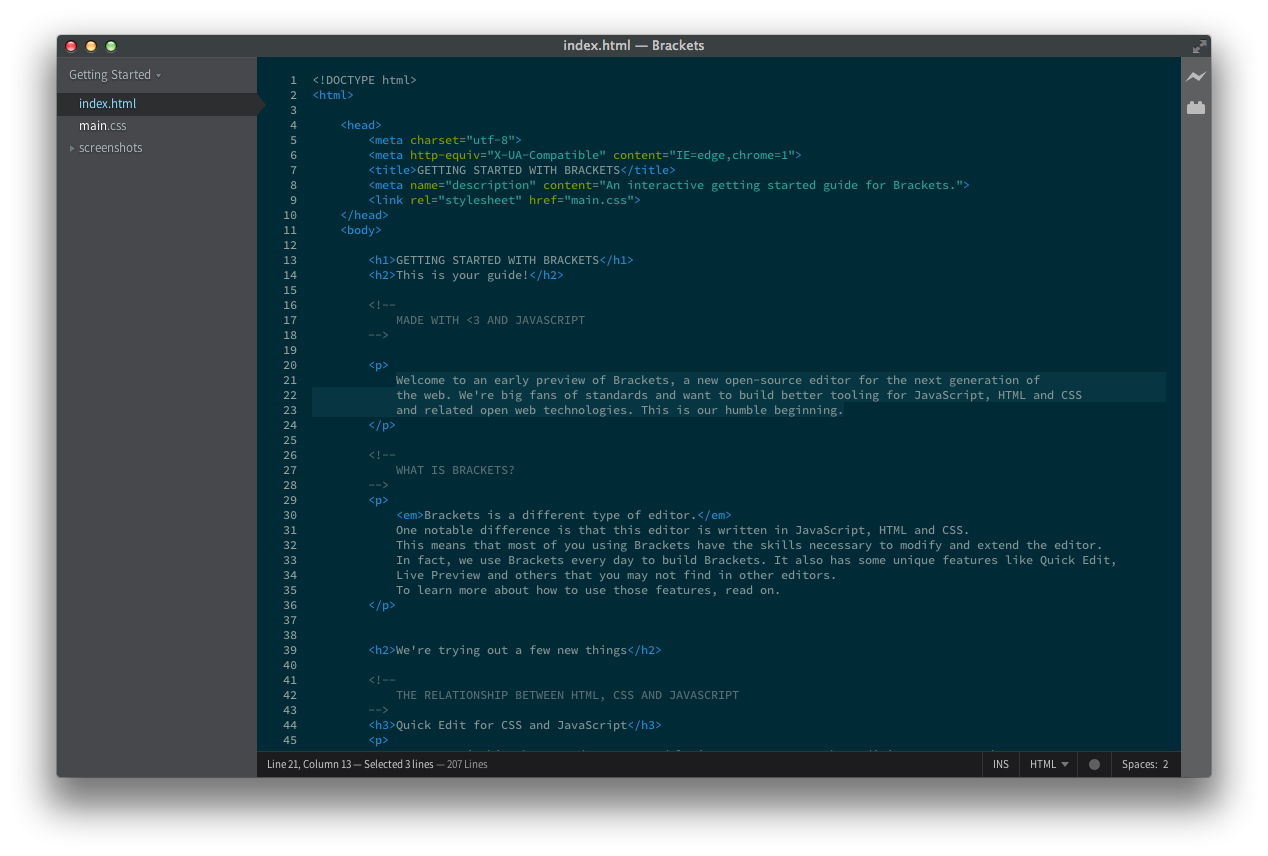 index.html — Brackets
Getting Started
index.html
main.css
screenshots
1 <!DOCTYPE html>
2 <html>
3
4 <head>
5 <meta charset="utf-8">
6 <meta http-equiv="X-UA-Compatible" content="IE=edge,chrome=1">
7 <title>GETTING STARTED WITH BRACKETS</title>
8 <meta name="description" content="An interactive getting started guide for Brackets.">
9 <link rel="stylesheet" href="main.css">
10 </head>
11 <body>
12
13 <h1>GETTING STARTED WITH BRACKETS</h1>
14 <h2>This is your guide!</h2>
15
16 <!--
17 MADE WITH <3 AND JAVASCRIPT
18 -->
19
20 <p>
21 Welcome to an early preview of Brackets, a new open-source editor for the next generation of
22 the web. We're big fans of standards and want to build better tooling for JavaScript, HTML and CSS
23 and related open web technologies. This is our humble beginning.
24 </p>
25
26 <!--
27 WHAT IS BRACKETS?
28 -->
29 <p>
30 <em>Brackets is a different type of editor.</em>
31 One notable difference is that this editor is written in JavaScript, HTML and CSS.
32 This means that most of you using Brackets have the skills necessary to modify and extend the editor.
33 In fact, we use Brackets every day to build Brackets. It also has some unique features like Quick Edit,
34 Live Preview and others that you may not find in other editors.
35 To learn more about how to use those features, read on.
36 </p>
37
38
39 <h2>We're trying out a few new things</h2>
40
41 <!--
42 THE RELATIONSHIP BETWEEN HTML, CSS AND JAVASCRIPT
43 -->
44 <h3>Quick Edit for CSS and JavaScript</h3>
45 <p>
Line 21, Column 13 — Selected 3 lines — 207 Lines
INS
HTML
Spaces: 2